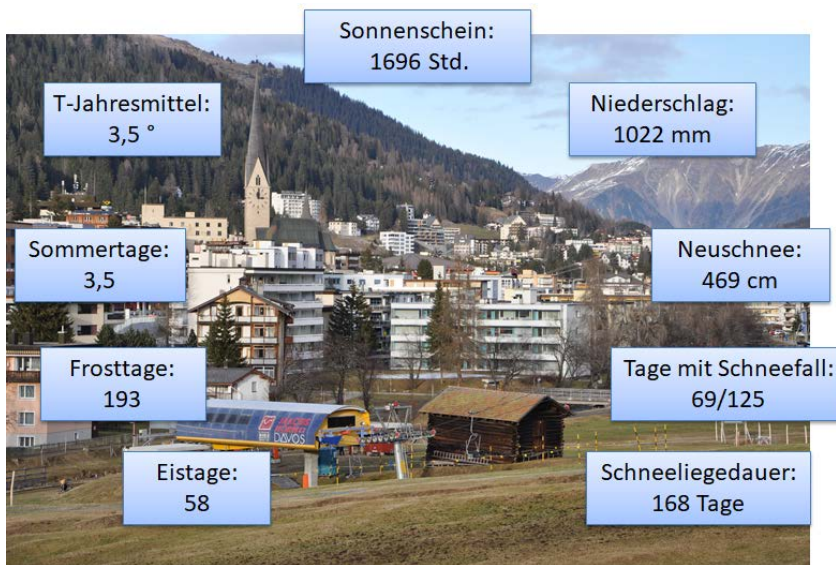 Sonnenschein:
1696 Std.
T-Jahresmittel:
3,5 °
Niederschlag:
1022 mm
Sommertage:
3,5
Neuschnee:
469 cm
Frosttage:
193
Tage mit Schneefall:
69/125
DAVOS
Eistage:
58
Schneeliegedauer:
168 Tage